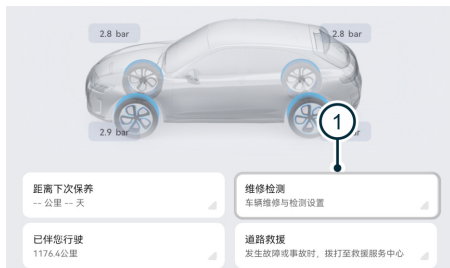 2.8 bar
2.8 bar
2.9 bar
1
ar
距离下次保养
-- 公里 -- 天
维修检测
车辆维修与检测设置
已伴您行驶
1176.4公里
道路救援
发生故障或事故时，拨打至救援服务中心